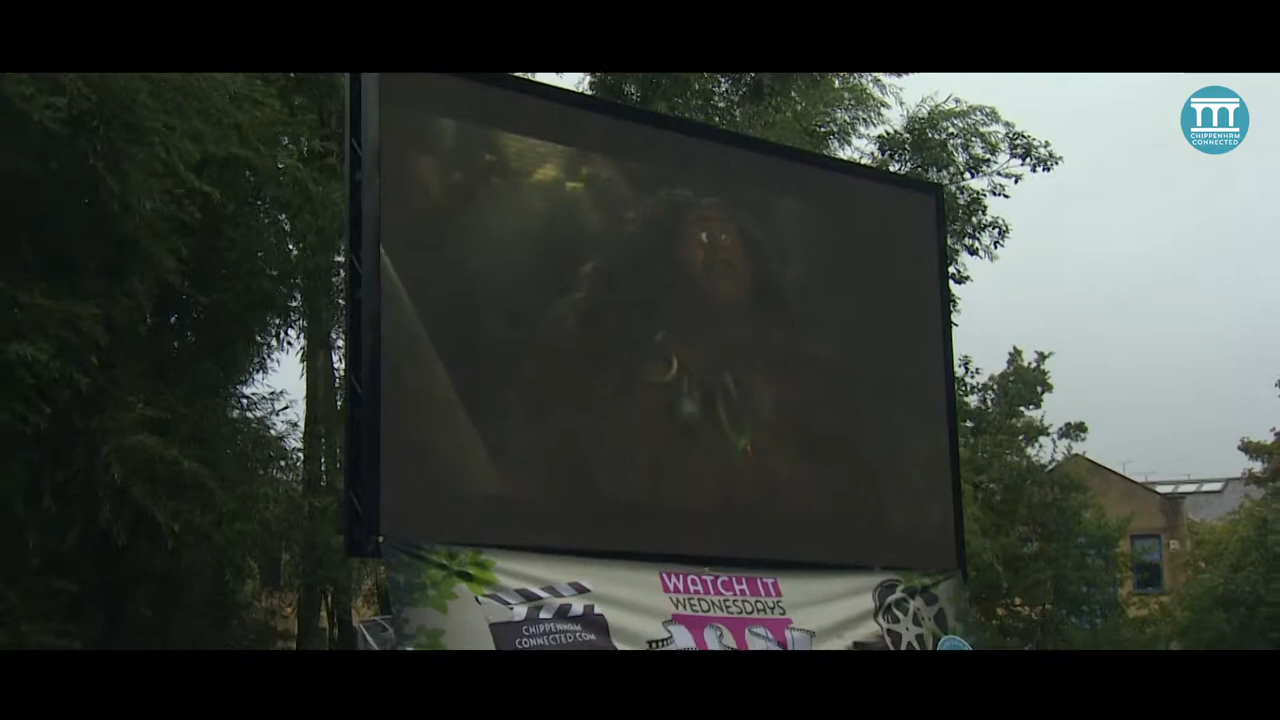 CHIPPENHAM
CONNECTED
WATCH IT
WEDNESDAYS
CHIPPENHAM
CONNECTED.COM